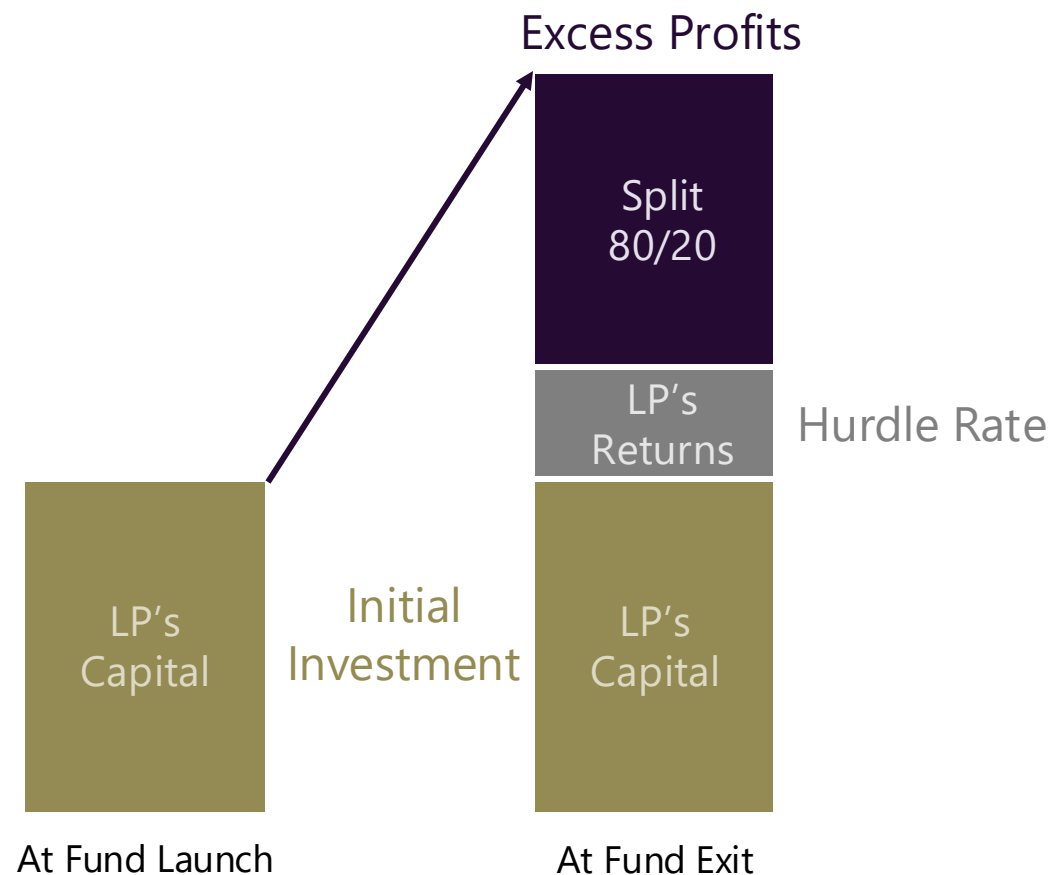 Excess Profits
Split
80/20
LP’s
Returns
Hurdle Rate
LP’s
Capital
Initial
Investment
LP’s
Capital
At Fund Launch
At Fund Exit